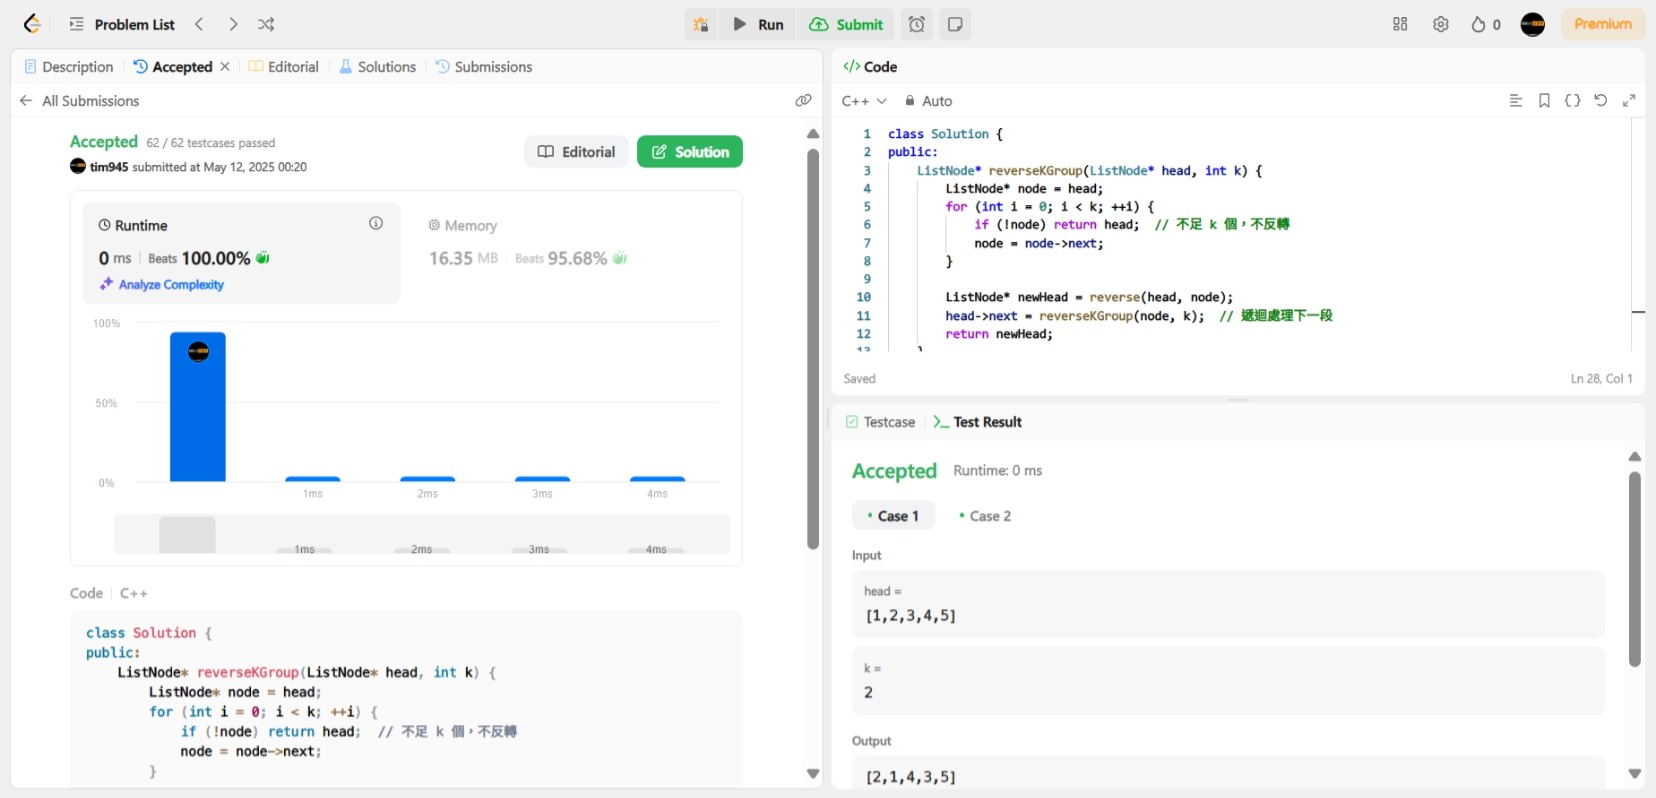 Problem List
Run
Submit
0
Premium
Description
Accepted
Editorial
Solutions
Submissions
All Submissions
Accepted 62 / 62 testcases passed
tim945 submitted at May 12, 2025 00:20
Editorial
Solution
Runtime
0 ms Beats 100.00%
Analyze Complexity
Memory
16.35 MB Beats 95.68%
100%
50%
0%
1ms 2ms 3ms 4ms
1ms 2ms 3ms 4ms
Code C++
class Solution {
public:
ListNode* reverseKGroup(ListNode* head, int k) {
ListNode* node = head;
for (int i = 0; i < k; ++i) {
if (!node) return head; // 不足 k 個，不反轉
node = node->next;
}
Code
C++ Auto
1 class Solution {
2 public:
3 ListNode* reverseKGroup(ListNode* head, int k) {
4 ListNode* node = head;
5 for (int i = 0; i < k; ++i) {
6 if (!node) return head; // 不足 k 個，不反轉
7 node = node->next;
8 }
9
10 ListNode* newHead = reverse(head, node);
11 head->next = reverseKGroup(node, k); // 遞迴處理下一段
12 return newHead;
13 }
Saved
Ln 28, Col 1
Testcase
Test Result
Accepted Runtime: 0 ms
Case 1
Case 2
Input
head =
[1,2,3,4,5]
k =
2
Output
[2,1,4,3,5]